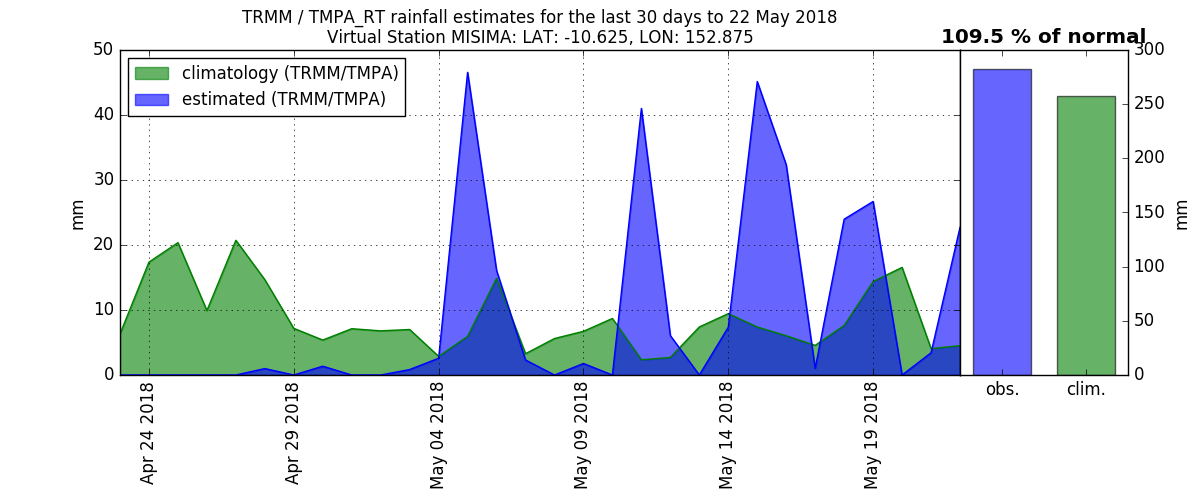 TRMM / TMPA_RT rainfall estimates for the last 30 days to 22 May 2018
Virtual Station MISIMA: LAT: -10.625, LON: 152.875
109.5 % of normal
climatology (TRMM/TMPA)
estimated (TRMM/TMPA)
mm
50
40
30
20
10
0
Apr 24 2018
Apr 29 2018
May 04 2018
May 09 2018
May 14 2018
May 19 2018
obs.
clim.
300
250
200
150
100
50
0
mm